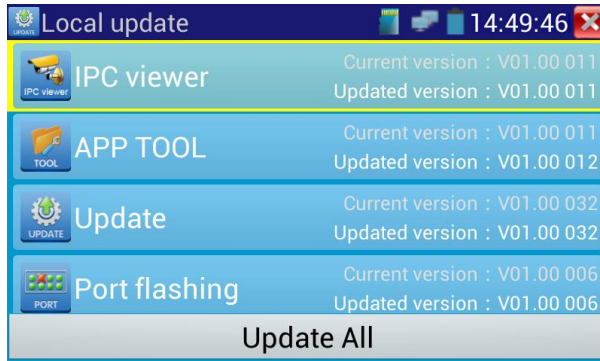 UPDATE
Local update
14:49:46
IPC viewer
IPC viewer
Current version : V01.00 011
Updated version : V01.00 011
TOOL
APP TOOL
Current version : V01.00 011
Updated version : V01.00 012
UPDATE
Update
Current version : V01.00 032
Updated version : V01.00 032
PORT
Port flashing
Current version : V01.00 006
Updated version : V01.00 006
Update All